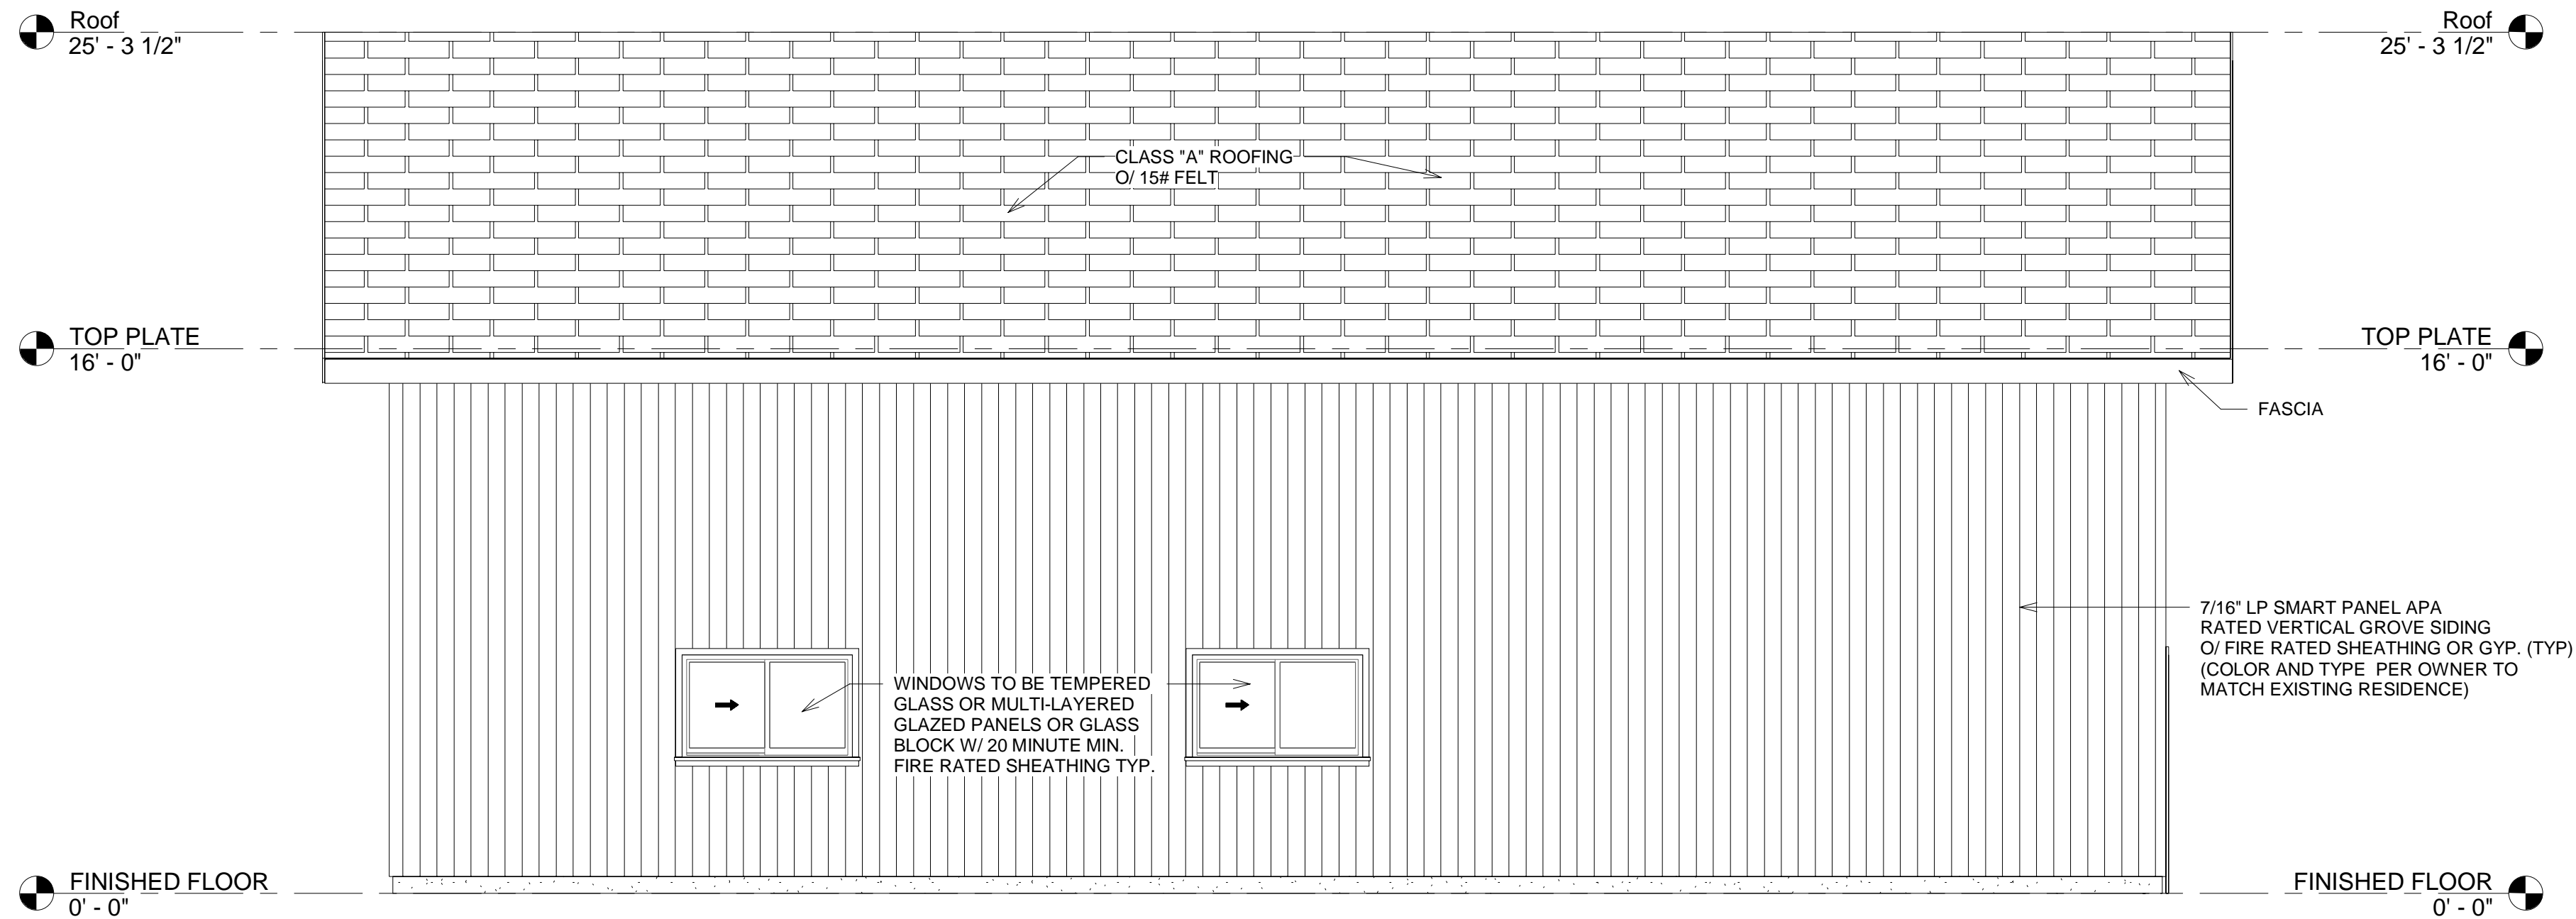 Roof
25' - 3 1/2"
Roof
25' - 3 1/2"
CLASS "A" ROOFING
O/ 15# FELT
TOP PLATE
16' - 0"
TOP PLATE
16' - 0"
FASCIA
7/16" LP SMART PANEL APA
RATED VERTICAL GROVE SIDING
O/ FIRE RATED SHEATHING OR GYP. (TYP)
(COLOR AND TYPE PER OWNER TO
MATCH EXISTING RESIDENCE)
WINDOWS TO BE TEMPERED
GLASS OR MULTI-LAYERED
GLAZED PANELS OR GLASS
BLOCK W/ 20 MINUTE MIN.
FIRE RATED SHEATHING TYP.
FINISHED FLOOR
0' - 0"
FINISHED FLOOR
0' - 0"